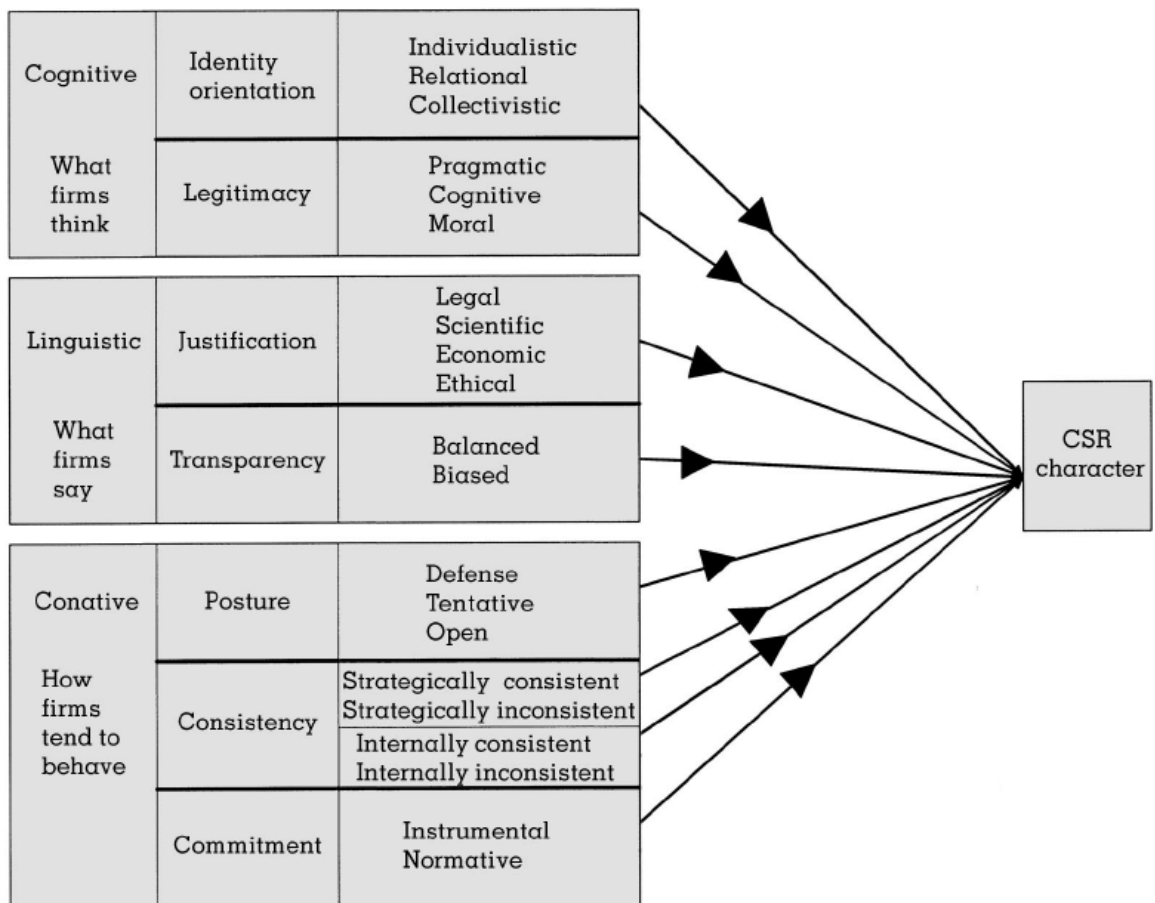 Cognitive
What
firms
think
Identity
orientation
Individualistic
Relational
Collectivistic
Legitimacy
Pragmatic
Cognitive
Moral
Linguistic
What
firms
say
Justification
Legal
Scientific
Economic
Ethical
Transparency
Balanced
Biased
Conative
How
firms
tend to
behave
Posture
Defense
Tentative
Open
Consistency
Strategically consistent
Strategically inconsistent
Internally consistent
Internally inconsistent
Commitment
Instrumental
Normative
CSR
character